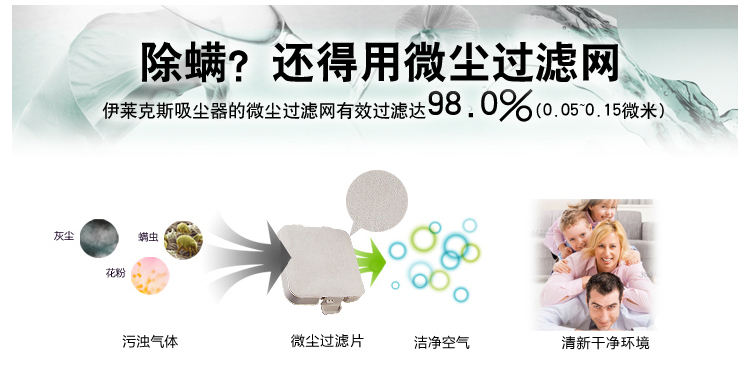 除螨?还得用微尘过滤网
伊莱克斯吸尘器的微尘过滤网有效过滤达98.0%(0.05~0.15微米)
灰尘
螨虫
花粉
污浊气体
微尘过滤片
洁净空气
清新干净环境